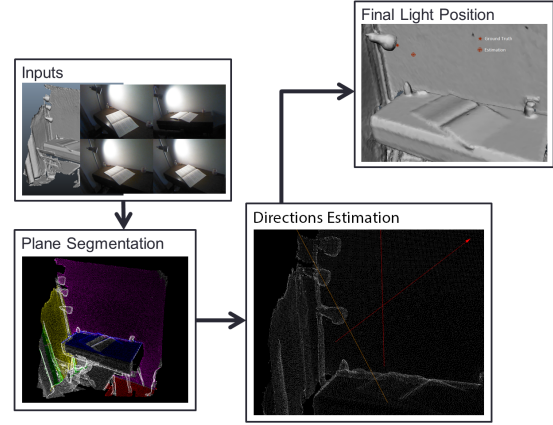 Inputs
Plane Segmentation
Directions Estimation
Final Light Position
Ground Truth
Estimation